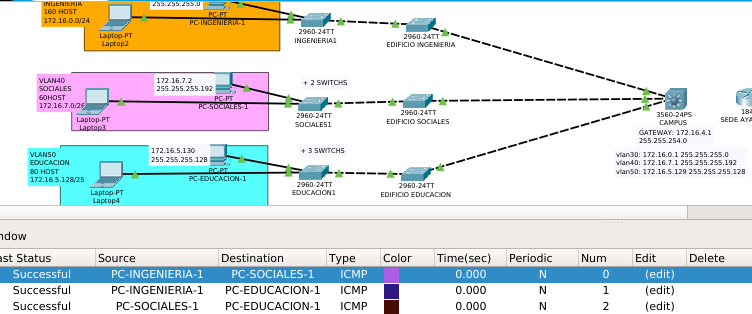 INGENIERIA
160 HOST
172.16.0.0/24
Laptop-PT
Laptop2
255.255.255.0
PC-PT
PC-INGENIERIA-1
2960-24TT
INGENIERIA1
2960-24TT
EDIFICIO INGENIERIA
VLAN40
SOCIALES
60HOST
172.16.7.0/26
Laptop-PT
Laptop3
172.16.7.2
255.255.255.192
PC-PT
PC-SOCIALES-1
+ 2 SWITCHS
2960-24TT
SOCIALES1
2960-24TT
EDIFICIO SOCIALES
3560-24PS
CAMPUS
184
SEDE AYA
GATEWAY: 172.16.4.1
255.255.254.0
vlan30: 172.16.0.1 255.255.255.0
vlan40: 172.16.7.1 255.255.255.192
vlan50: 172.16.5.129 255.255.255.128
VLAN50
EDUCACION
80 HOST
172.16.5.128/25
Laptop-PT
Laptop4
172.16.5.130
255.255.255.128
PC-PT
PC-EDUCACION-1
+ 3 SWITCHS
2960-24TT
EDUCACION1
2960-24TT
EDIFICIO EDUCACION
ndow
ast Status Source Destination Type Color Time(sec) Periodic Num Edit Delete
Successful PC-INGENIERIA-1 PC-SOCIALES-1 ICMP 0.000 N 0 (edit)
Successful PC-INGENIERIA-1 PC-EDUCACION-1 ICMP 0.000 N 1 (edit)
Successful PC-SOCIALES-1 PC-EDUCACION-1 ICMP 0.000 N 2 (edit)